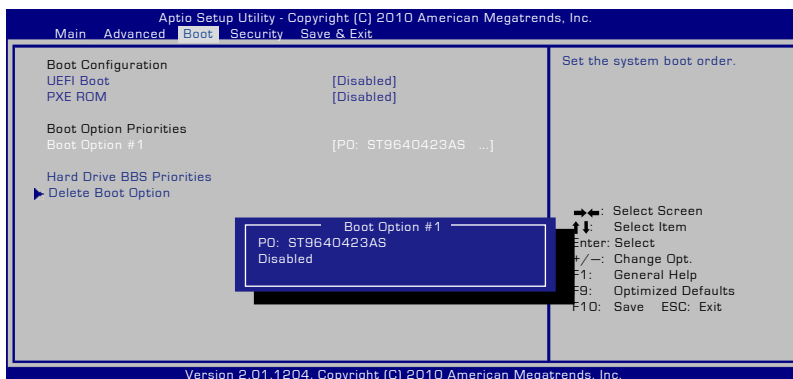 Aptio Setup Utility - Copyright (C) 2010 American Megatrends, Inc.
Main Advanced Boot Security Save & Exit
Boot Configuration
UEFI Boot [Disabled]
PXE ROM [Disabled]
Boot Option Priorities
Boot Option #1 [P0: ST9640423AS ...]
Hard Drive BBS Priorities
Delete Boot Option
Set the system boot order.
Boot Option #1
P0: ST9640423AS
Disabled
→←: Select Screen
↑↓: Select Item
Enter: Select
+/—: Change Opt.
F1: General Help
F9: Optimized Defaults
F10: Save ESC: Exit
Version 2.01.1204. Copyright (C) 2010 American Megatrends, Inc.